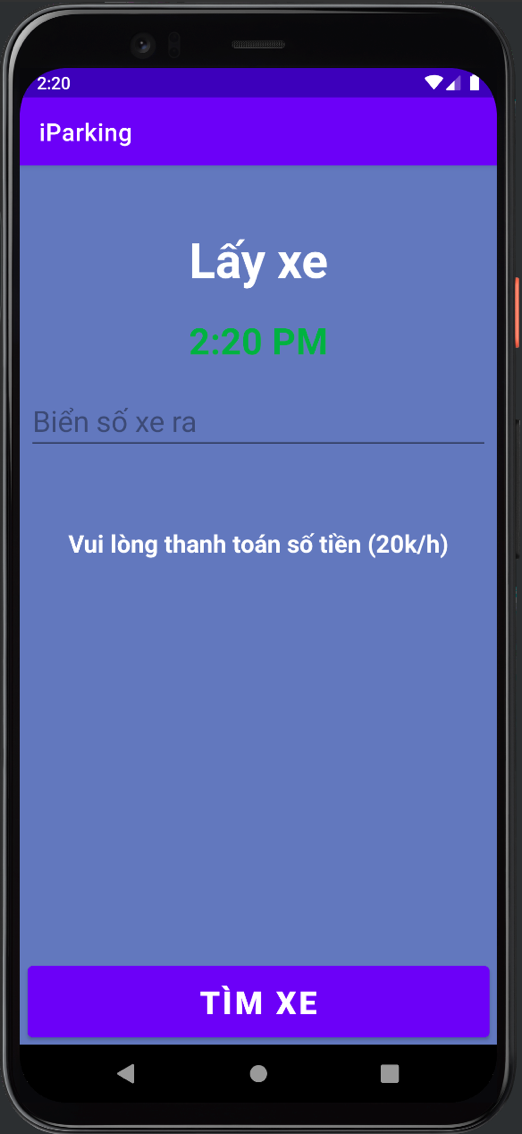 2:20
iParking
Lấy xe
2:20 PM
Biển số xe ra
Vui lòng thanh toán số tiền (20k/h)
TÌM XE